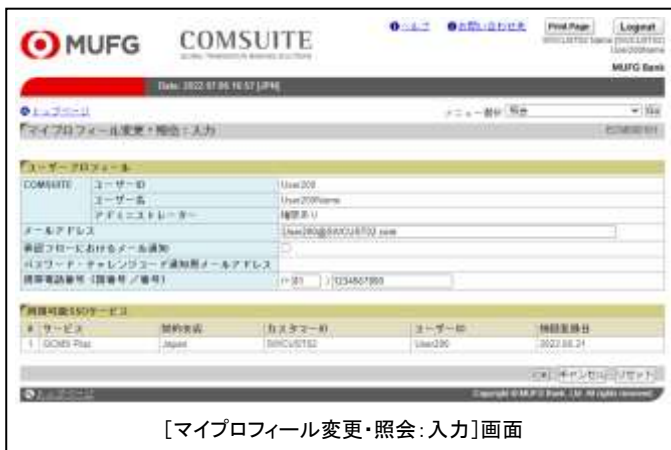 ヘルプ お問い合わせ先 Print Page Logout
MUFG COMSUITE
User200Name
MUFG Bank
Date: 2022 07 06 16:57 [JPN]
トップページ
メニュー選択 照会
マイプロフィール変更・照会：入力
ユーザープロフィール
COMSUITE ユーザーID User200
ユーザー名 User200Name
アドミニストレーター 権限あり
メールアドレス User200@SWCUST02.com
承認フローにおけるメール通知
パスワード・チャレンジコード通知用メールアドレス
携帯電話番号（国番号／番号） (+ 81 ) 1234567890
利用可能SSOサービス
# サービス 契約支店 カスタマーID ユーザーID
1 GCMS Plus Japan SWCUST02 User200
OK キャンセル リセット
トップページ Copyright © MUFG Bank, Ltd. All rights reserved.
［マイプロフィール変更・照会：入力］画面